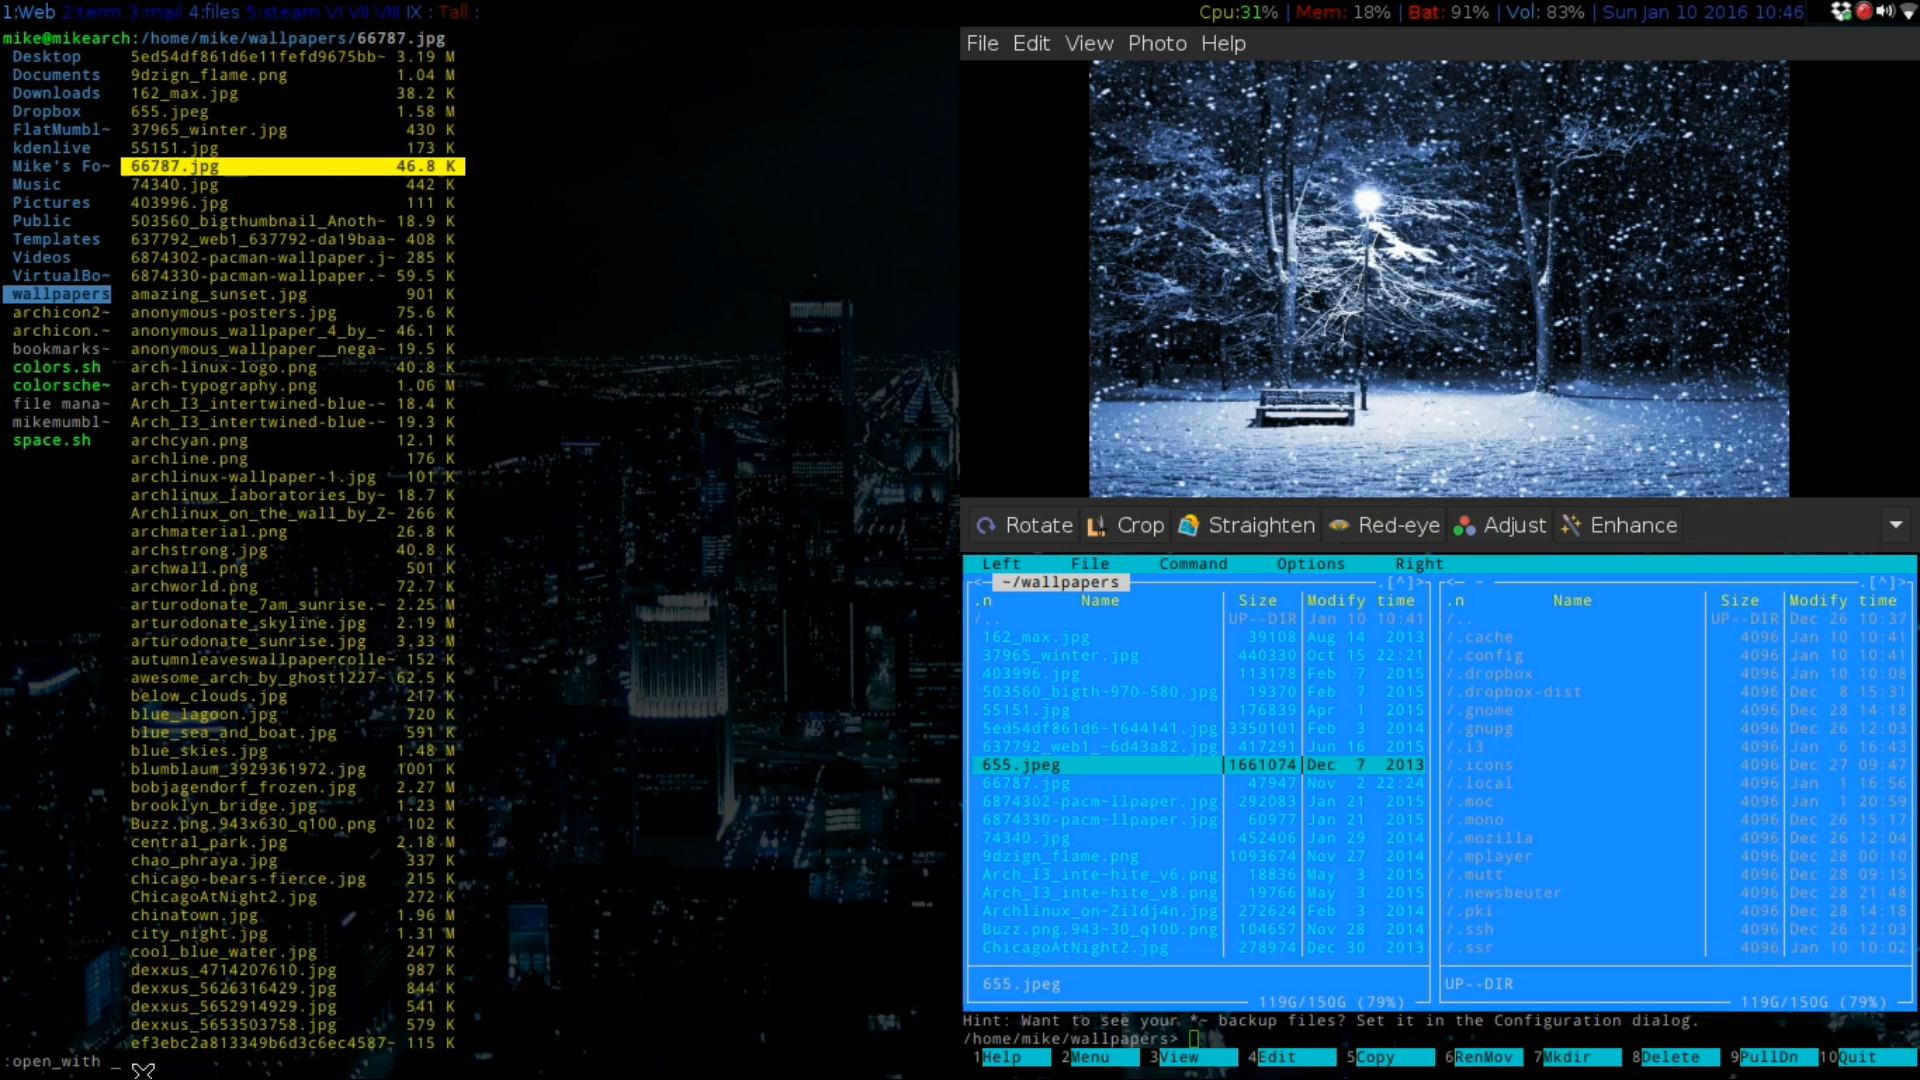 1:Web 2:term 3:mail 4:files 5:steam VI VII VIII IX : Tall :
Cpu:31% | Mem: 18% | Bat: 91% | Vol: 83% | Sun Jan 10 2016 10:46
mike@mikearch:/home/mike/wallpapers/66787.jpg
Desktop 5ed54df861d6e11fefd9675bb~ 3.19 M
Documents 9dzign_flame.png 1.04 M
Downloads 162_max.jpg 38.2 K
Dropbox 655.jpeg 1.58 M
FlatMumbl~ 37965_winter.jpg 430 K
kdenlive 55151.jpg 173 K
Mike's Fo~ 66787.jpg 46.8 K
Music 74340.jpg 442 K
Pictures 403996.jpg 111 K
Public 503560_bigthumbnail_Anoth~ 18.9 K
Templates 637792_web1_637792-da19baa~ 408 K
Videos 6874302-pacman-wallpaper.j~ 285 K
VirtualBo~ 6874330-pacman-wallpaper.~ 59.5 K
wallpapers amazing_sunset.jpg 901 K
archicon2~ anonymous-posters.jpg 75.6 K
archicon.~ anonymous_wallpaper_4_by_~ 46.1 K
bookmarks~ anonymous_wallpaper__nega~ 19.5 K
colors.sh arch-linux-logo.png 40.8 K
colorsche~ arch-typography.png 1.06 M
file mana~ Arch_I3_intertwined-blue-~ 18.4 K
mikemumbl~ Arch_I3_intertwined-blue-~ 19.3 K
space.sh archcyan.png 12.1 K
archline.png 176 K
archlinux-wallpaper-1.jpg 101 K
archlinux_laboratories_by~ 18.7 K
Archlinux_on_the_wall_by_Z~ 266 K
archmaterial.png 26.8 K
archstrong.jpg 40.8 K
archwall.png 501 K
archworld.png 72.7 K
arturodonate_7am_sunrise.~ 2.25 M
arturodonate_skyline.jpg 2.19 M
arturodonate_sunrise.jpg 3.33 M
autumnleaveswallpapercolle~ 152 K
awesome_arch_by_ghost1227~ 62.5 K
below_clouds.jpg 217 K
blue_lagoon.jpg 720 K
blue_sea_and_boat.jpg 591 K
blue_skies.jpg 1.48 M
blumblaum_3929361972.jpg 1001 K
bobjagendorf_frozen.jpg 2.27 M
brooklyn_bridge.jpg 1.23 M
Buzz.png.943x630_q100.png 102 K
central_park.jpg 2.18 M
chao_phraya.jpg 337 K
chicago-bears-fierce.jpg 215 K
ChicagoAtNight2.jpg 272 K
chinatown.jpg 1.96 M
city_night.jpg 1.31 M
cool_blue_water.jpg 247 K
dexxus_4714207610.jpg 987 K
dexxus_5626316429.jpg 844 K
dexxus_5652914929.jpg 541 K
dexxus_5653503758.jpg 579 K
ef3ebc2a813349b6d3c6ec4587~ 115 K
:open_with _
File Edit View Photo Help
Rotate Crop Straighten Red-eye Adjust Enhance
Left File Command Options Right
<- ~/wallpapers .[^]> <- ~ .[^]>
.n Name Size Modify time .n Name Size Modify time
/.. UP--DIR Jan 10 10:41 /.. UP--DIR Dec 26 10:37
162_max.jpg 39108 Aug 14 2013 /.cache 4096 Jan 10 10:41
37965_winter.jpg 440330 Oct 15 22:21 /.config 4096 Jan 10 10:41
403996.jpg 113178 Feb 7 2015 /.dropbox 4096 Jan 10 10:08
503560_bigth~970-580.jpg 19370 Feb 7 2015 /.dropbox-dist 4096 Dec 8 15:31
55151.jpg 176839 Apr 1 2015 /.gnome 4096 Dec 28 14:18
5ed54df861d6~1644141.jpg 3350101 Feb 3 2014 /.gnupg 4096 Dec 26 12:03
637792_web1_~6d43a82.jpg 417291 Jun 16 2015 /.i3 4096 Jan 6 16:43
655.jpeg 1661074 Dec 7 2013 /.icons 4096 Dec 27 09:47
66787.jpg 47947 Nov 2 22:24 /.local 4096 Jan 1 16:56
6874302-pacm~llpaper.jpg 292083 Jan 21 2015 /.moc 4096 Jan 1 20:59
6874330-pacm~llpaper.jpg 60977 Jan 21 2015 /.mono 4096 Dec 26 15:17
74340.jpg 452406 Jan 29 2014 /.mozilla 4096 Dec 26 12:04
9dzign_flame.png 1093674 Nov 27 2014 /.mplayer 4096 Dec 28 00:10
Arch_I3_inte~hite_v6.png 18836 May 3 2015 /.mutt 4096 Dec 28 09:15
Arch_I3_inte~hite_v8.png 19766 May 3 2015 /.newsbeuter 4096 Dec 28 21:48
Archlinux_on~Zildj4n.jpg 272624 Feb 3 2014 /.pki 4096 Dec 28 14:18
Buzz.png.943~30_q100.png 104657 Nov 28 2014 /.ssh 4096 Dec 26 12:03
ChicagoAtNight2.jpg 278974 Dec 30 2013 /.ssr 4096 Jan 10 10:02
655.jpeg UP--DIR
119G/150G (79%) 119G/150G (79%)
Hint: Want to see your *~ backup files? Set it in the Configuration dialog.
/home/mike/wallpapers>
1Help 2Menu 3View 4Edit 5Copy 6RenMov 7Mkdir 8Delete 9PullDn 10Quit